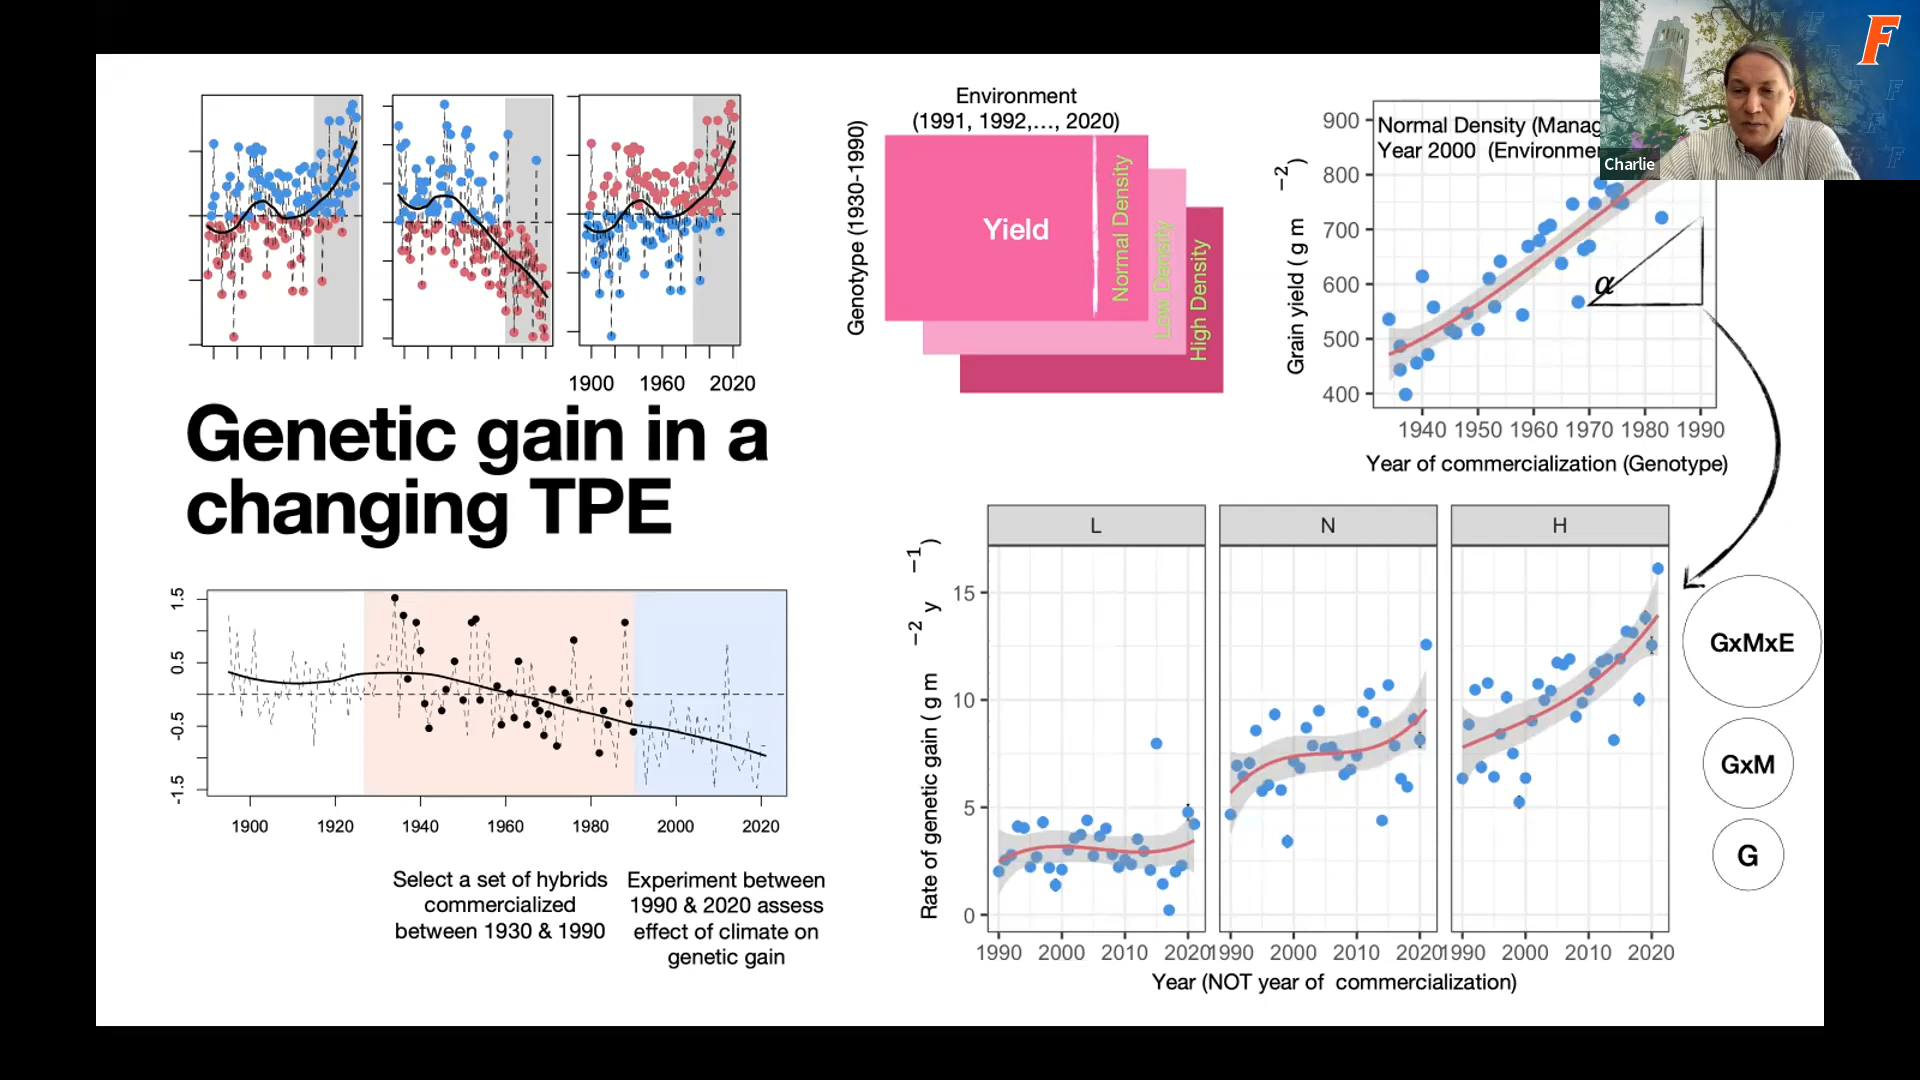 1900 1960 2020
Genetic gain in a
changing TPE
1.5
0.5
-0.5
-1.5
1900 1920 1940 1960 1980 2000 2020
Select a set of hybrids
commercialized
between 1930 & 1990
Experiment between
1990 & 2020 assess
effect of climate on
genetic gain
Environment
(1991, 1992,..., 2020)
Genotype (1930-1990)
Yield
Normal Density
Low Density
High Density
Normal Density (Manag
Year 2000 (Environme
Grain yield ( g m −2 )
900
800
700
600
500
400
α
1940 1950 1960 1970 1980 1990
Year of commercialization (Genotype)
L N H
Rate of genetic gain ( g m −2 y −1 )
15
10
5
0
1990 2000 2010 2020
1990 2000 2010 2020
1990 2000 2010 2020
Year (NOT year of commercialization)
GxMxE
GxM
G
Charlie
F